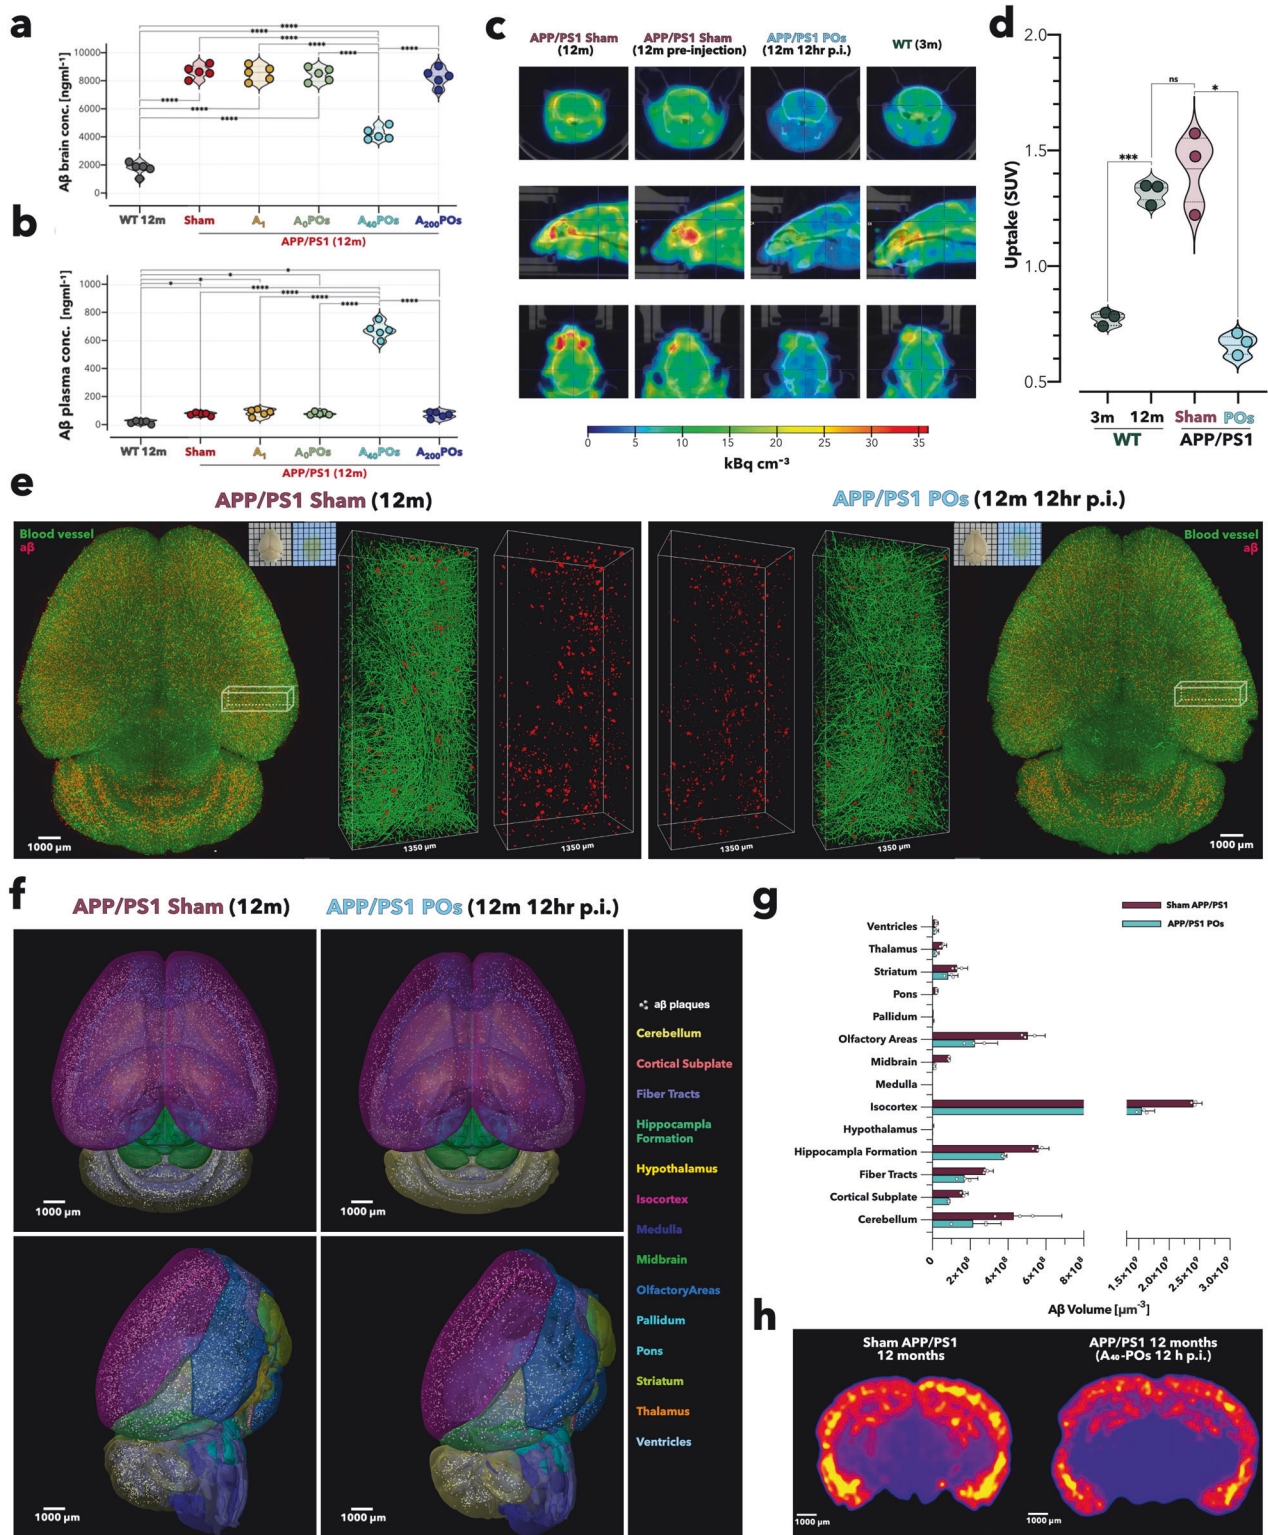 a
****
****
****
****
****
****
****
****
****
Aβ brain conc. [ngml⁻¹]
10000
8000
6000
4000
2000
0
WT 12m
Sham
A₁
A₀POs
A₄₀POs
A₂₀₀POs
APP/PS1 (12m)
b
*
*
*
*
****
****
****
****
Aβ plasma conc. [ngml⁻¹]
1000
800
600
400
200
0
WT 12m
Sham
A₁
A₀POs
A₄₀POs
A₂₀₀POs
APP/PS1 (12m)
c
APP/PS1 Sham
(12m)
APP/PS1 Sham
(12m pre-injection)
APP/PS1 POs
(12m 12hr p.i.)
WT (3m)
0
5
10
15
20
25
30
35
kBq cm⁻³
d
Uptake (SUV)
2.0
1.5
1.0
0.5
***
ns
*
3m
12m
Sham
POs
WT
APP/PS1
e
APP/PS1 Sham (12m)
APP/PS1 POs (12m 12hr p.i.)
Blood vessel
aβ
1000 µm
1350 µm
1350 µm
1350 µm
1350 µm
Blood vessel
aβ
1000 µm
f
APP/PS1 Sham (12m)
APP/PS1 POs (12m 12hr p.i.)
1000 µm
1000 µm
1000 µm
1000 µm
aβ plaques
Cerebellum
Cortical Subplate
Fiber Tracts
Hippocampla
Formation
Hypothalamus
Isocortex
Medulla
Midbrain
OlfactoryAreas
Pallidum
Pons
Striatum
Thalamus
Ventricles
g
Sham APP/PS1
APP/PS1 POs
Ventricles
Thalamus
Striatum
Pons
Pallidum
Olfactory Areas
Midbrain
Medulla
Isocortex
Hypothalamus
Hippocampla Formation
Fiber Tracts
Cortical Subplate
Cerebellum
0
2×10⁸
4×10⁸
6×10⁸
8×10⁸
1.5×10⁹
2.0×10⁹
2.5×10⁹
3.0×10⁹
Aβ Volume [µm⁻³]
h
Sham APP/PS1
12 months
APP/PS1 12 months
(A₄₀-POs 12 h p.i.)
1000 µm
1000 µm